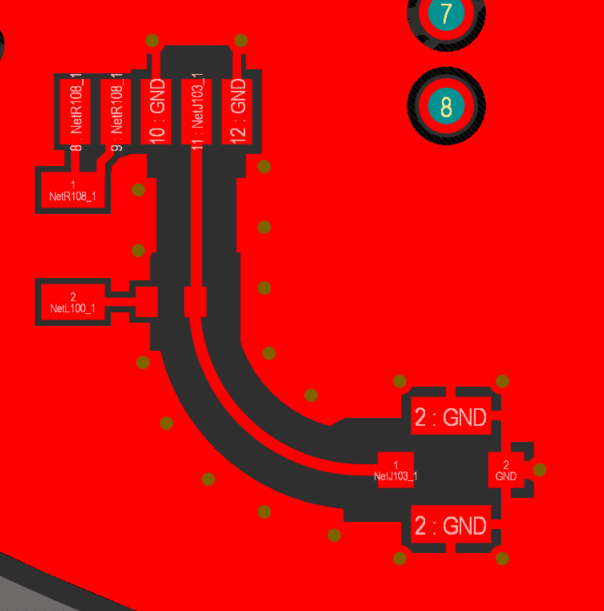 7
8
8 : NetR108_1
9 : NetR108_1
10 : GND
11 : NetJ103_1
12 : GND
1
NetR108_1
2
NetL100_1
2 : GND
1
NetJ103_1
2
GND
2 : GND